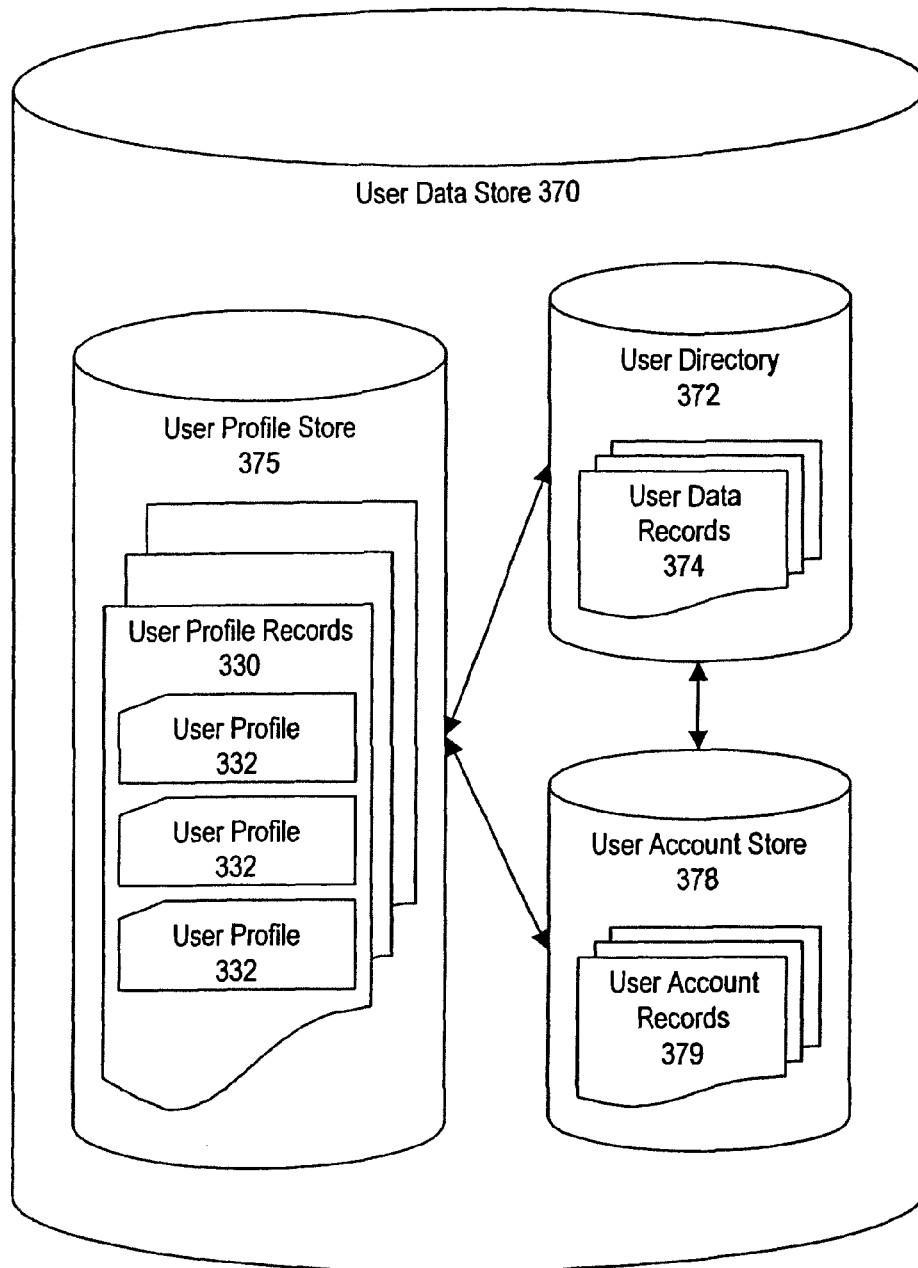 User Data Store 370
User Profile Store
375
User Profile Records
330
User Profile
332
User Profile
332
User Profile
332
User Directory
372
User Data
Records
374
User Account Store
378
User Account
Records
379